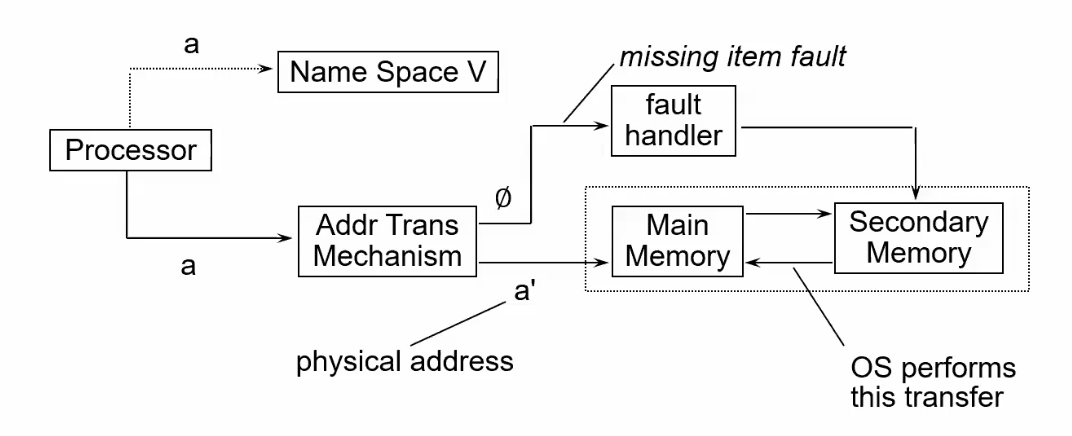 a
Name Space V
Processor
a
Addr Trans
Mechanism
∅
missing item fault
fault
handler
a'
physical address
Main
Memory
Secondary
Memory
OS performs
this transfer